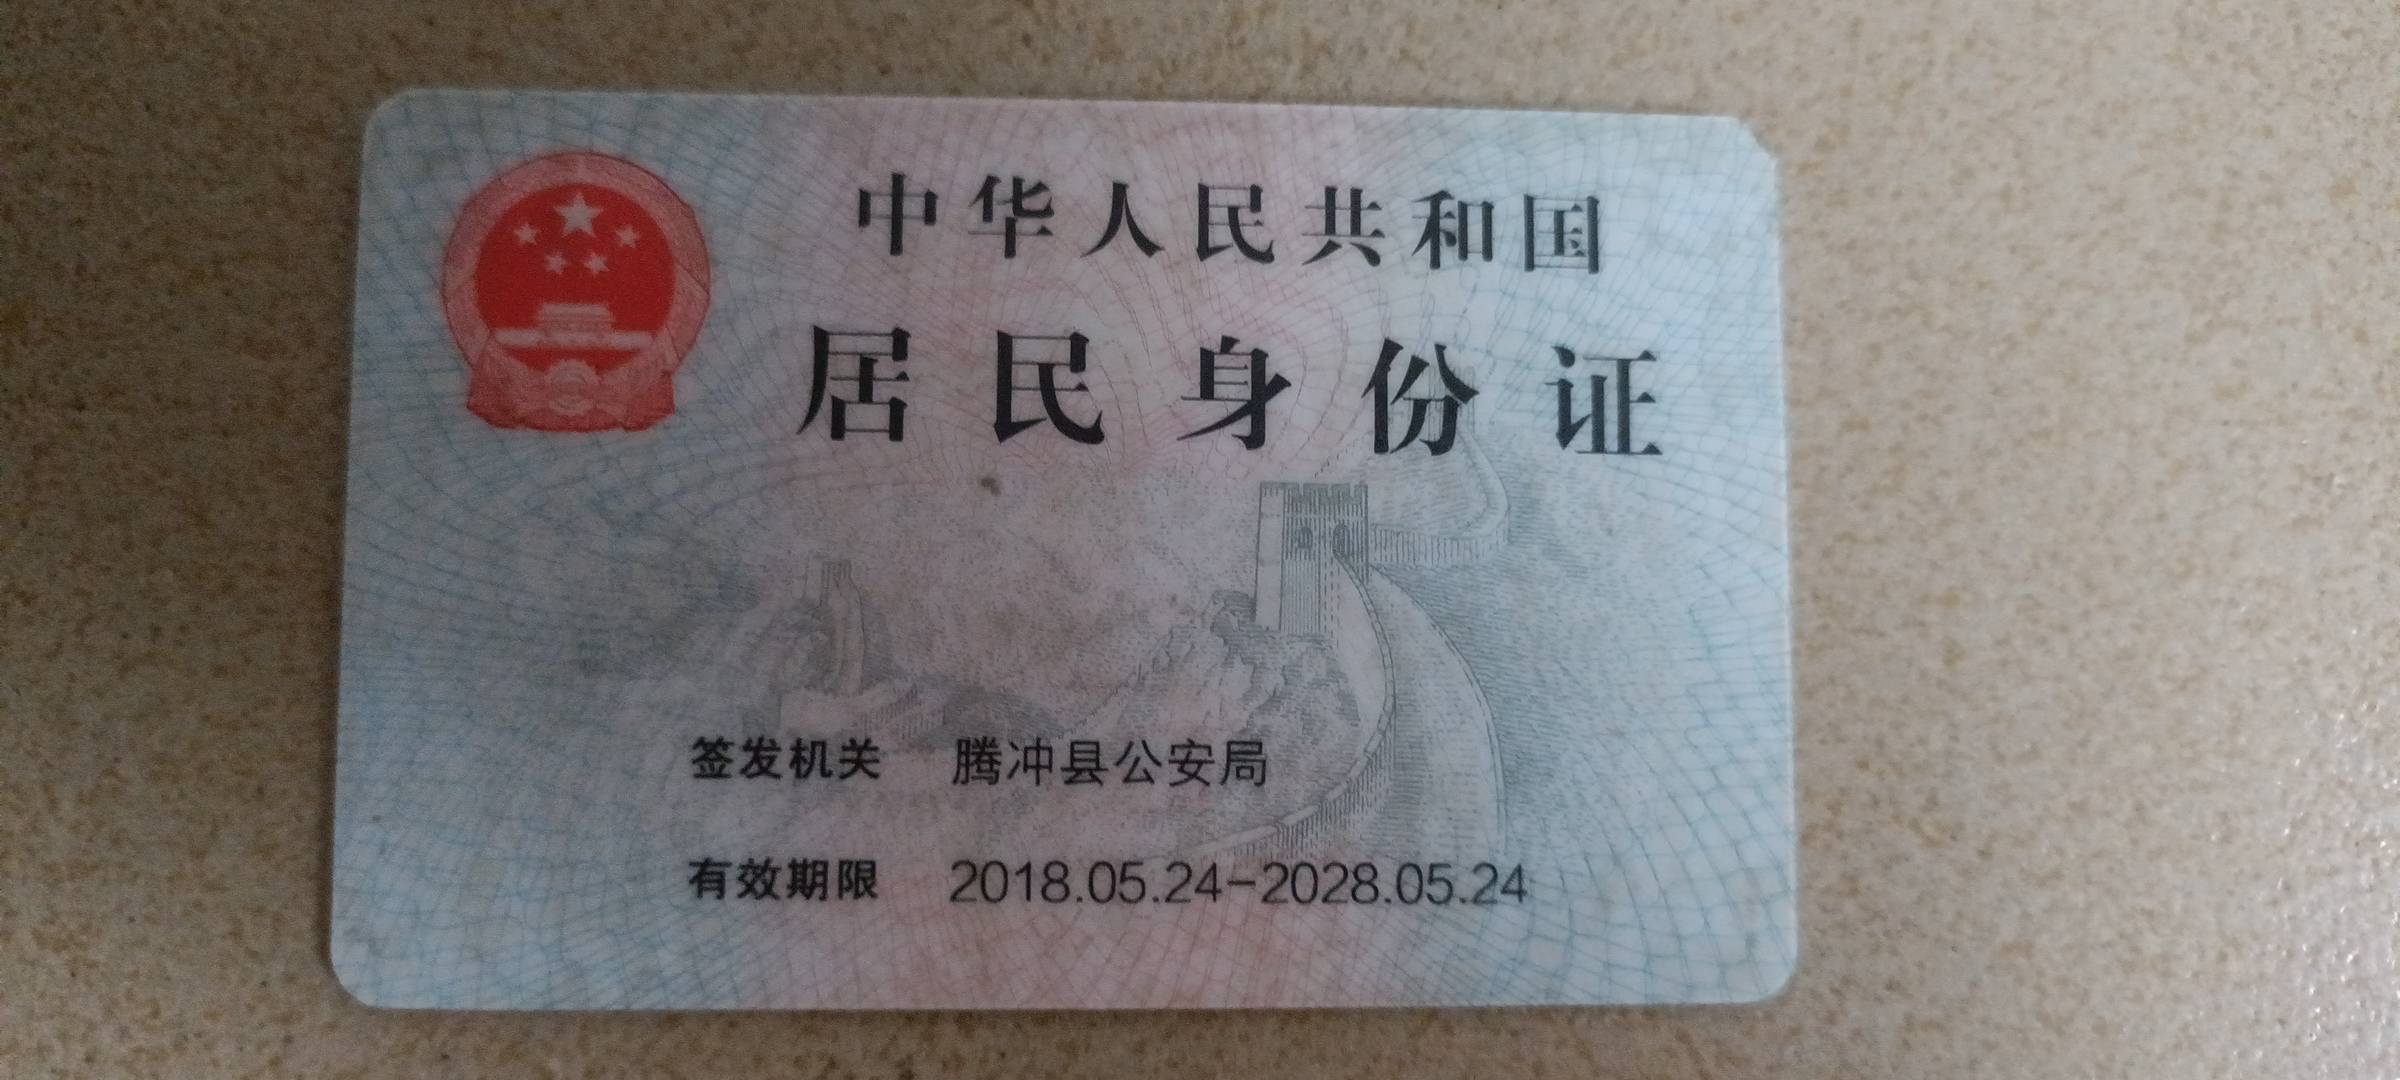 中华人民共和国
居民身份证
签发机关 腾冲县公安局
有效期限 2018.05.24-2028.05.24